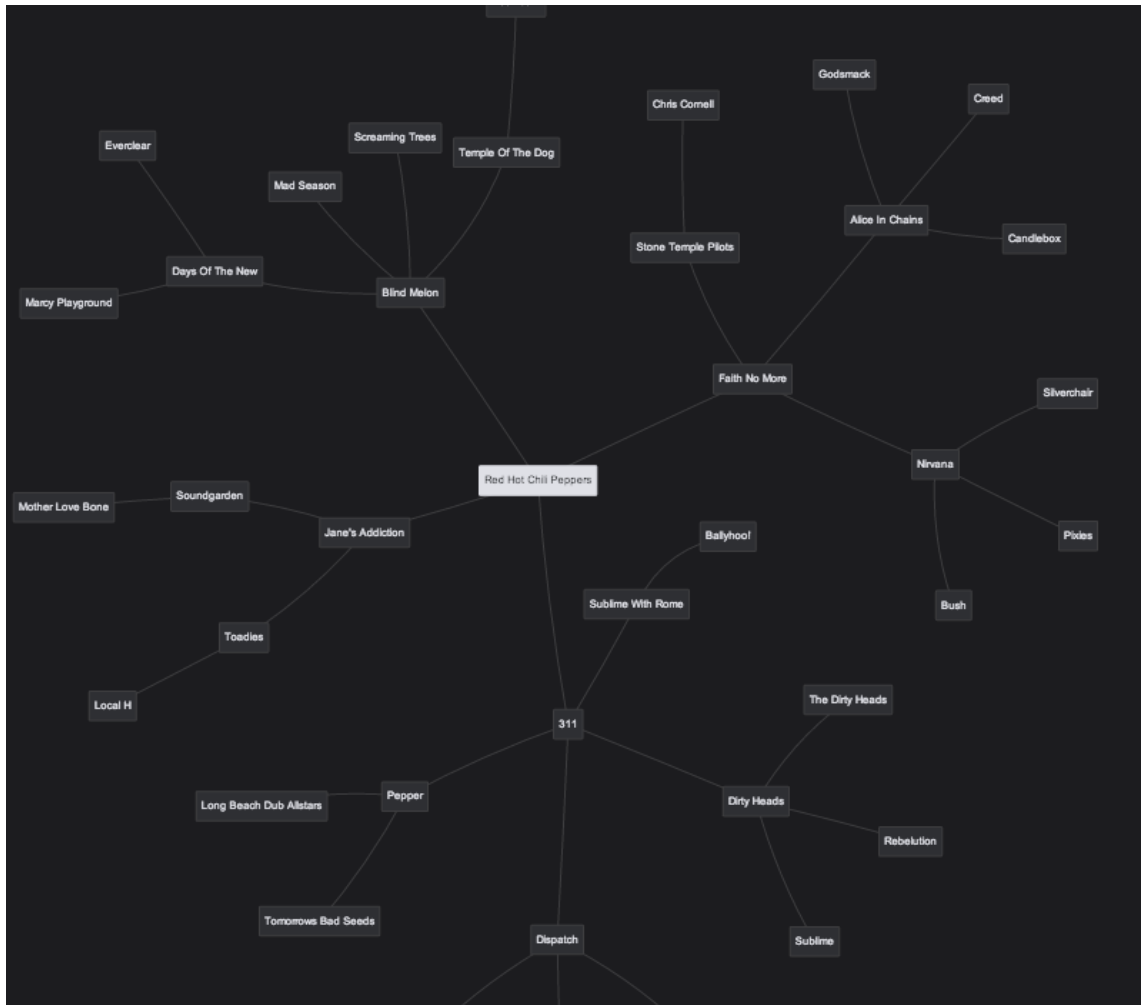 Godsmack
Creed
Chris Cornell
Everclear
Screaming Trees
Temple Of The Dog
Mad Season
Alice In Chains
Candlebox
Stone Temple Pilots
Days Of The New
Blind Melon
Marcy Playground
Faith No More
Silverchair
Nirvana
Red Hot Chili Peppers
Soundgarden
Mother Love Bone
Jane's Addiction
Ballyhoo!
Pixies
Sublime With Rome
Bush
Toadies
Local H
The Dirty Heads
311
Pepper
Long Beach Dub Allstars
Dirty Heads
Rebelution
Tomorrows Bad Seeds
Dispatch
Sublime